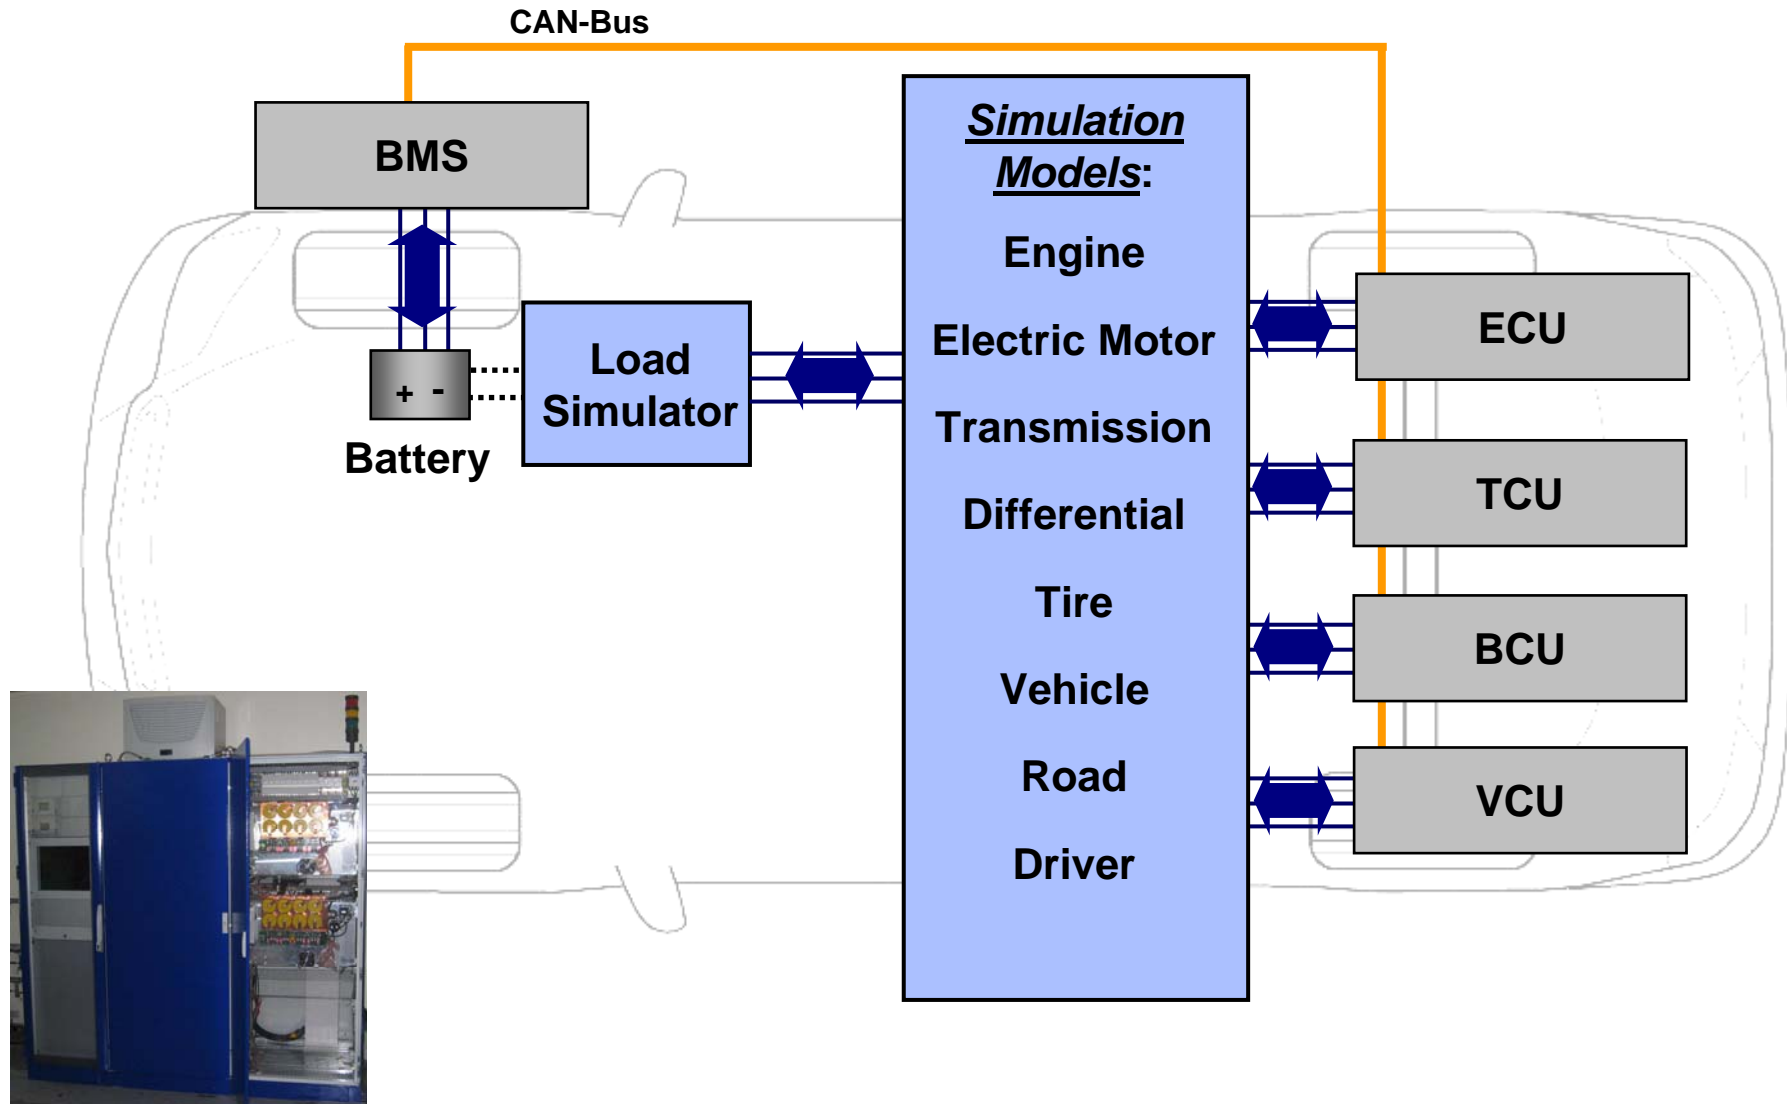 CAN-Bus
BMS
+ -
Battery
Load
Simulator
Simulation
Models:
Engine
Electric Motor
Transmission
Differential
Tire
Vehicle
Road
Driver
ECU
TCU
BCU
VCU